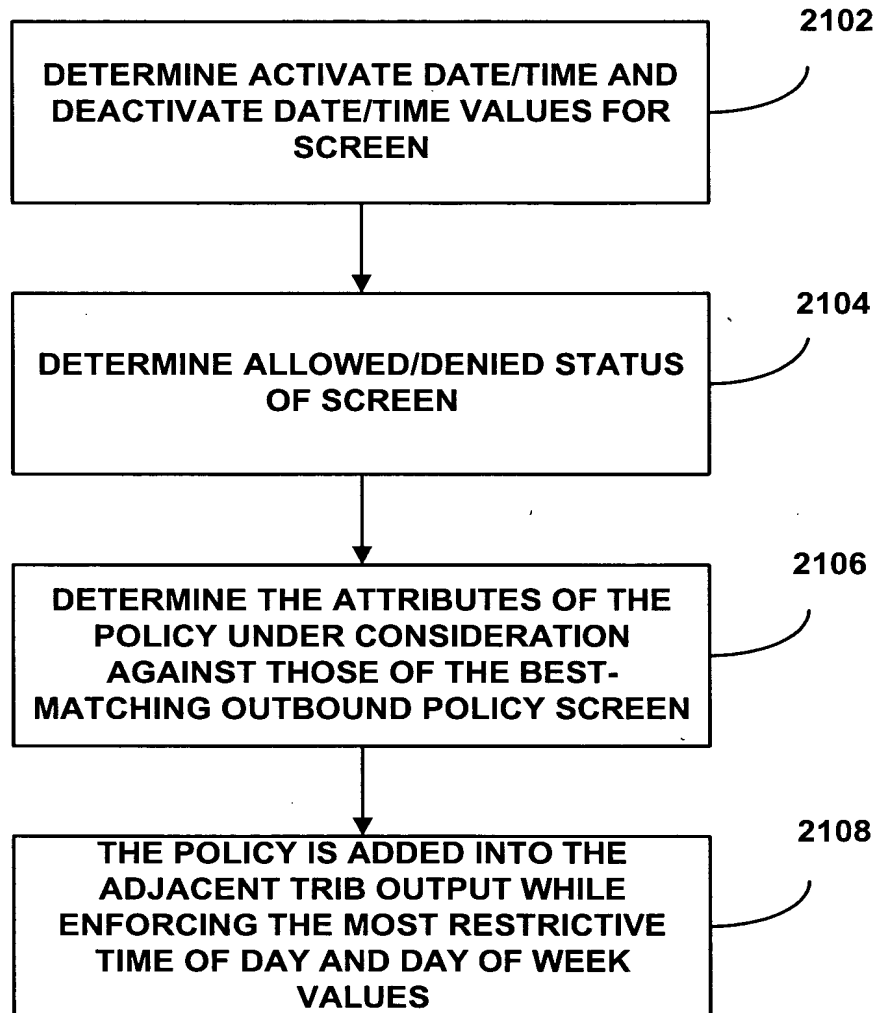 2102
DETERMINE ACTIVATE DATE/TIME AND
DEACTIVATE DATE/TIME VALUES FOR
SCREEN
2104
DETERMINE ALLOWED/DENIED STATUS
OF SCREEN
2106
DETERMINE THE ATTRIBUTES OF THE
POLICY UNDER CONSIDERATION
AGAINST THOSE OF THE BEST-
MATCHING OUTBOUND POLICY SCREEN
2108
THE POLICY IS ADDED INTO THE
ADJACENT TRIB OUTPUT WHILE
ENFORCING THE MOST RESTRICTIVE
TIME OF DAY AND DAY OF WEEK
VALUES